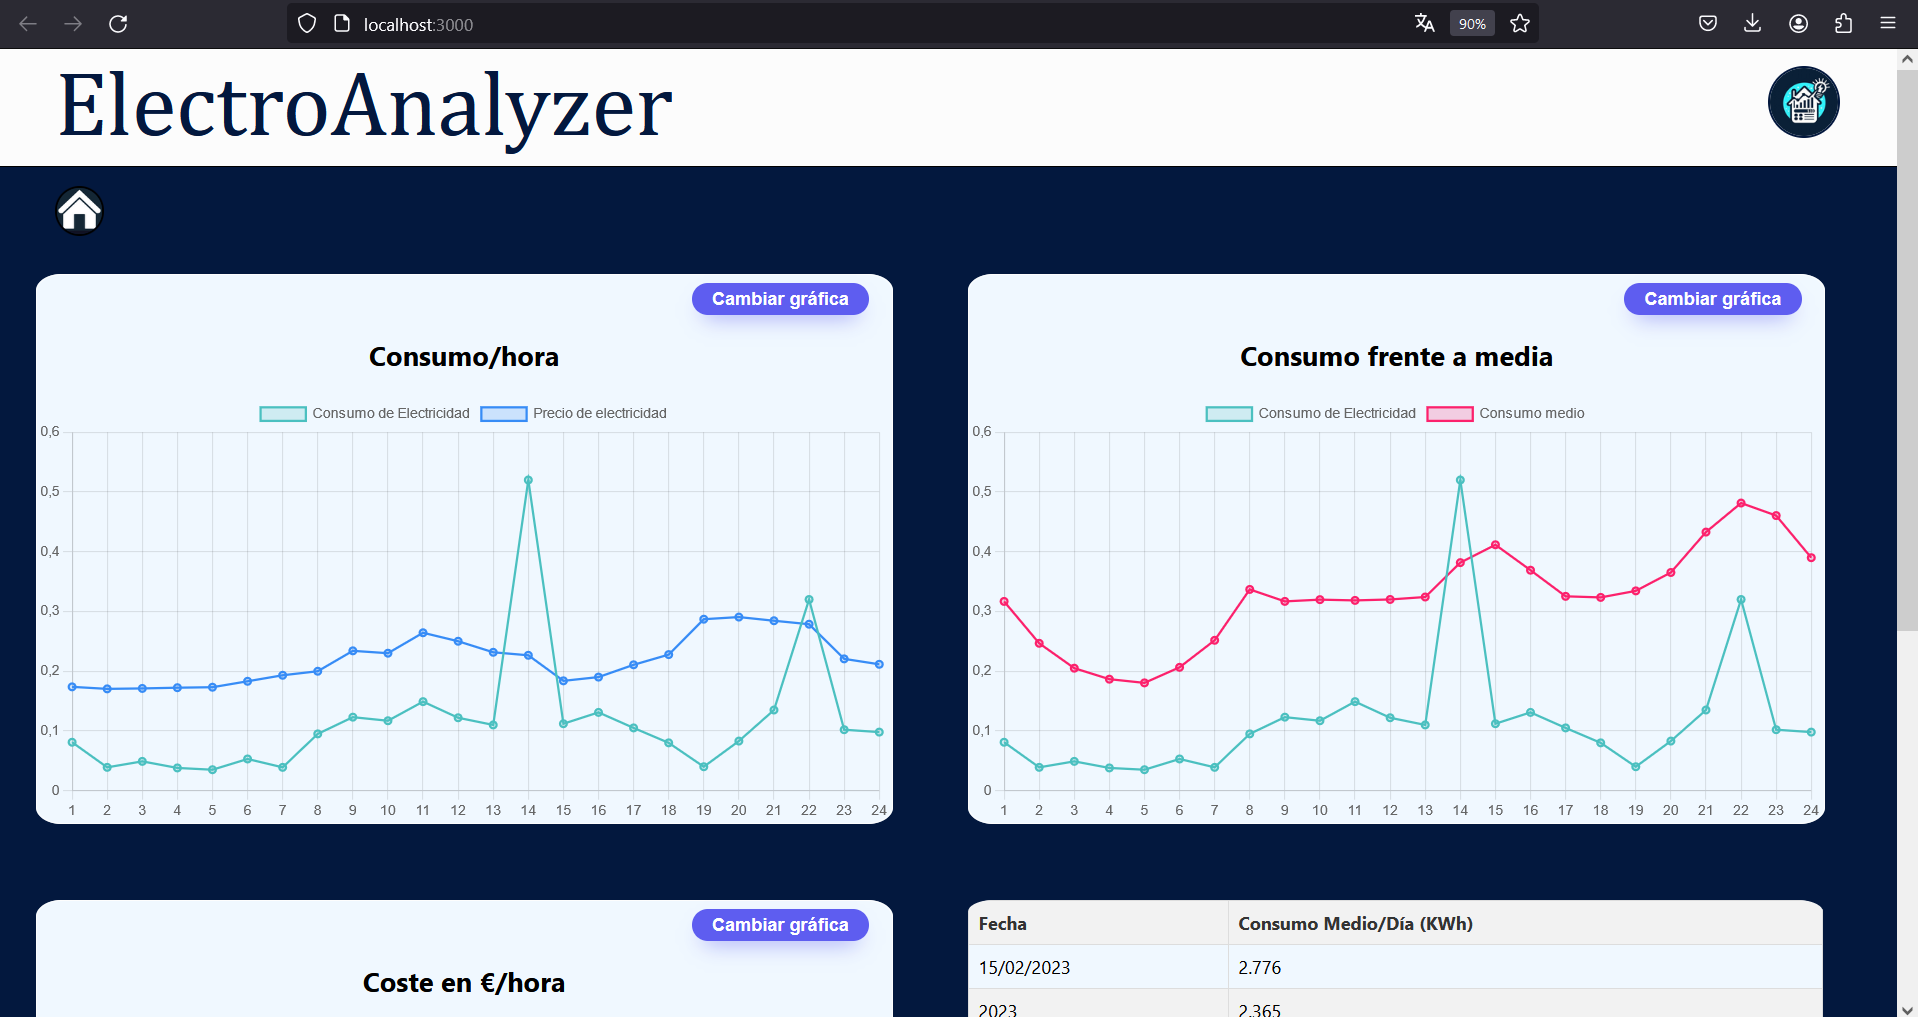 localhost:3000
90%
ElectroAnalyzer
Cambiar gráfica
Consumo/hora
Consumo de Electricidad Precio de electricidad
0,6
0,5
0,4
0,3
0,2
0,1
0
1 2 3 4 5 6 7 8 9 10 11 12 13 14 15 16 17 18 19 20 21 22 23 24
Cambiar gráfica
Consumo frente a media
Consumo de Electricidad Consumo medio
0,6
0,5
0,4
0,3
0,2
0,1
0
1 2 3 4 5 6 7 8 9 10 11 12 13 14 15 16 17 18 19 20 21 22 23 24
Cambiar gráfica
Coste en €/hora
Fecha Consumo Medio/Día (KWh)
15/02/2023 2.776
2023 2.365